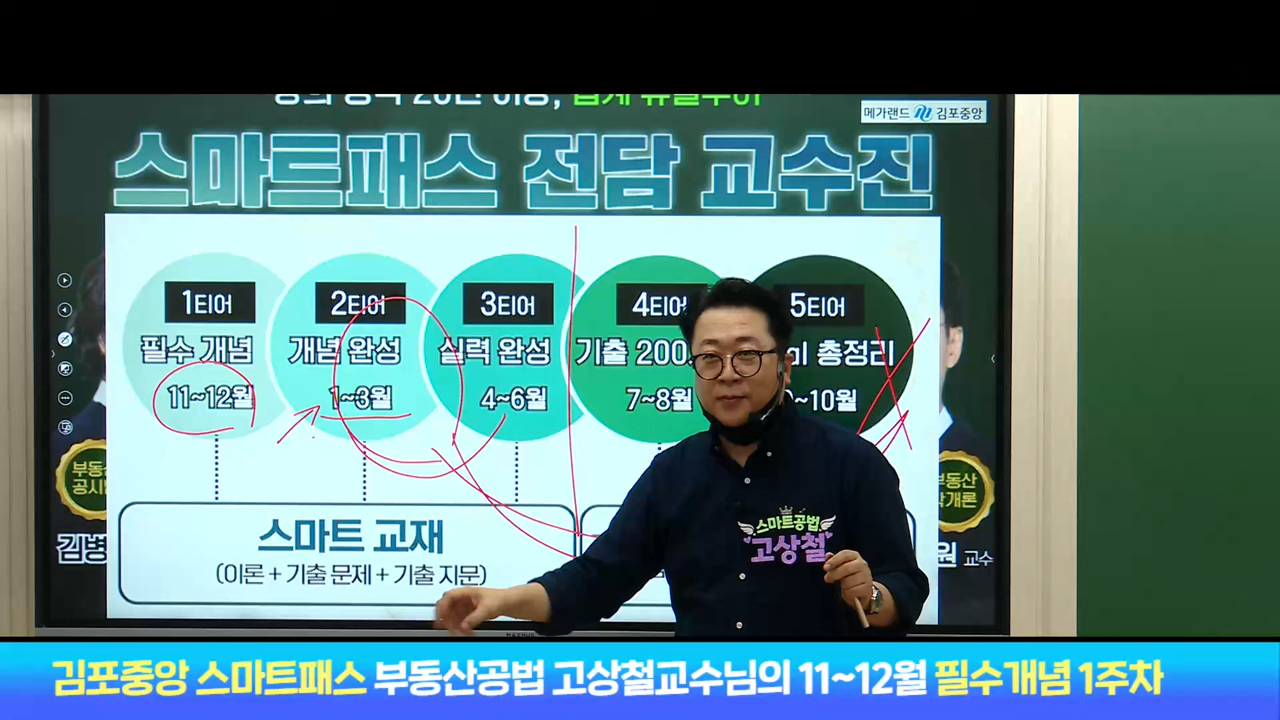 메가랜드 김포중앙
스마트패스 전담 교수진
1티어
2티어
3티어
4티어
5티어
필수 개념
개념 완성
실력 완성
기출 200
총정리
11~12월
1~3월
4~6월
7~8월
~10월
스마트 교재
(이론 + 기출 문제 + 기출 지문)
교수
스마트공법
고상철
김포중앙 스마트패스 부동산공법 고상철교수님의 11~12월 필수개념 1주차